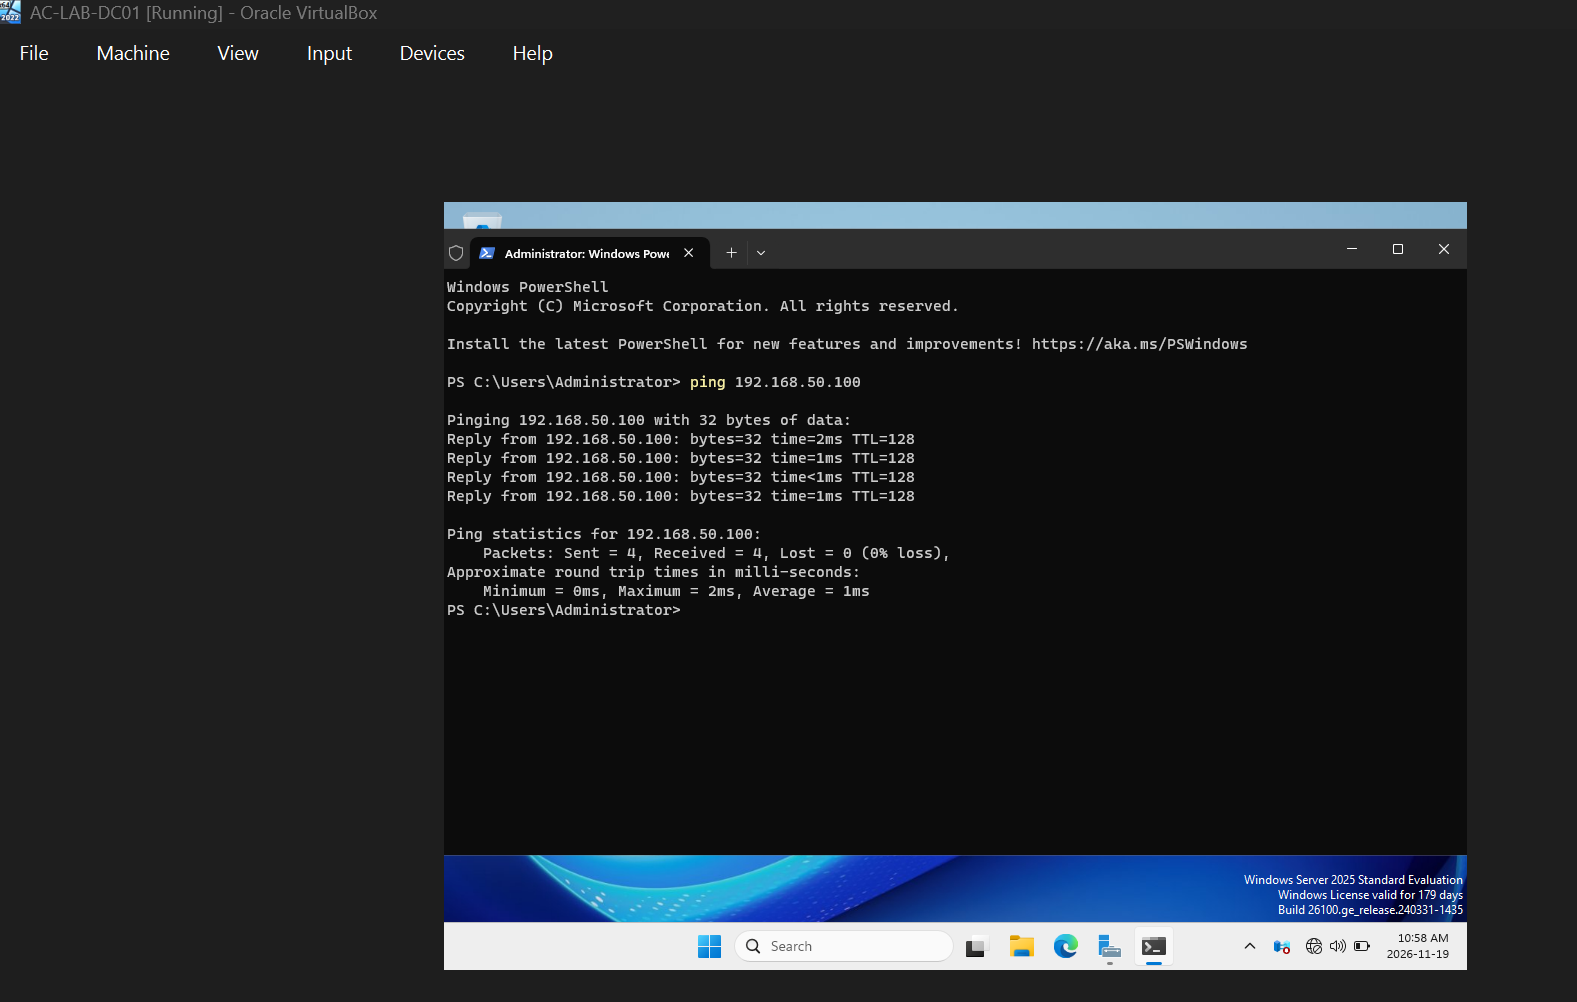 AC-LAB-DC01 [Running] - Oracle VirtualBox
File Machine View Input Devices Help
Administrator: Windows Powe
Windows PowerShell
Copyright (C) Microsoft Corporation. All rights reserved.
Install the latest PowerShell for new features and improvements! https://aka.ms/PSWindows
PS C:\Users\Administrator> ping 192.168.50.100
Pinging 192.168.50.100 with 32 bytes of data:
Reply from 192.168.50.100: bytes=32 time=2ms TTL=128
Reply from 192.168.50.100: bytes=32 time=1ms TTL=128
Reply from 192.168.50.100: bytes=32 time<1ms TTL=128
Reply from 192.168.50.100: bytes=32 time=1ms TTL=128
Ping statistics for 192.168.50.100:
    Packets: Sent = 4, Received = 4, Lost = 0 (0% loss),
Approximate round trip times in milli-seconds:
    Minimum = 0ms, Maximum = 2ms, Average = 1ms
PS C:\Users\Administrator>
Windows Server 2025 Standard Evaluation
Windows License valid for 179 days
Build 26100.ge_release.240331-1435
Search
10:58 AM
2026-11-19